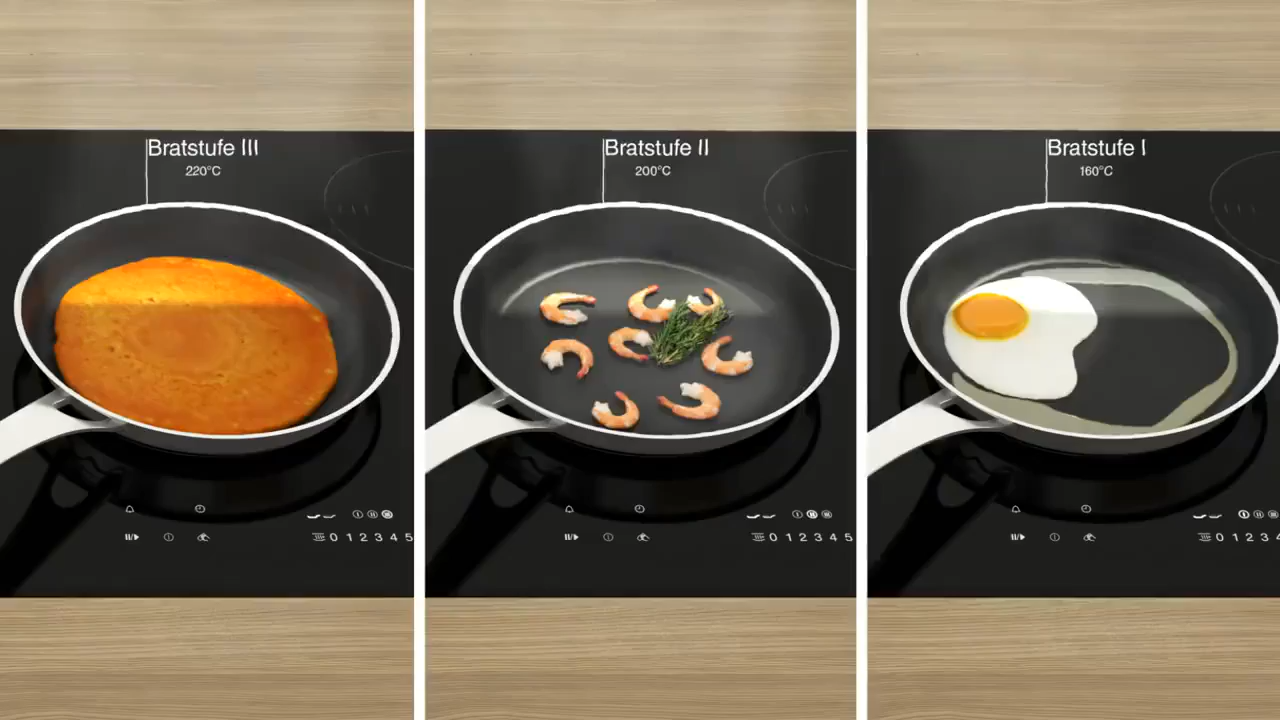 Bratstufe III
220°C
Bratstufe II
200°C
Bratstufe I
160°C
0 1 2 3 4 5
0 1 2 3 4 5
0 1 2 3 4